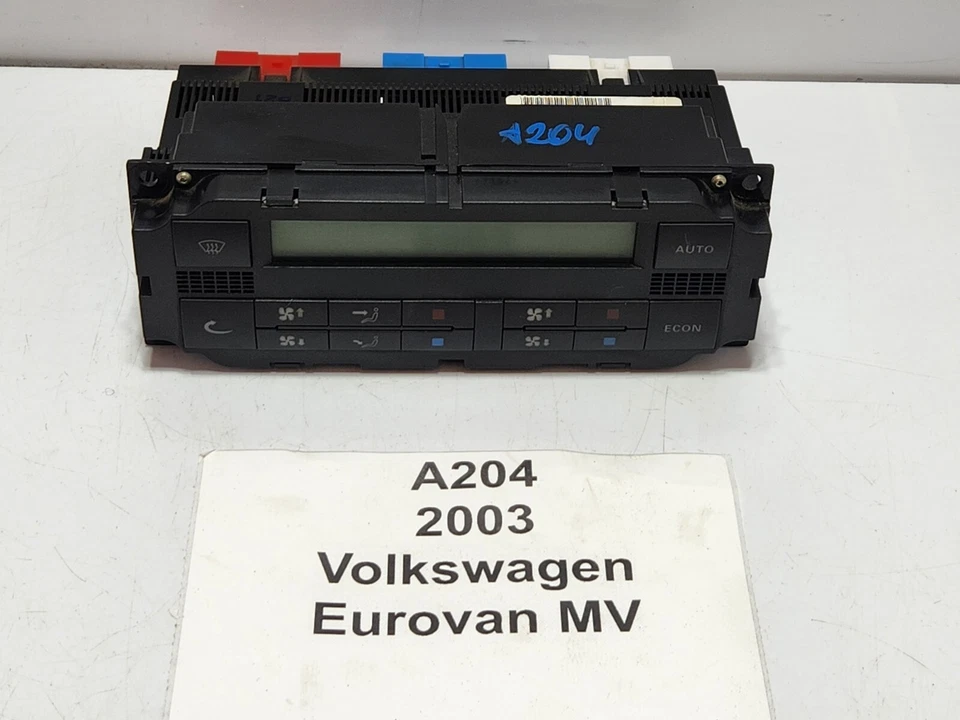 A204
AUTO
ECON
A204
2003
Volkswagen
Eurovan MV